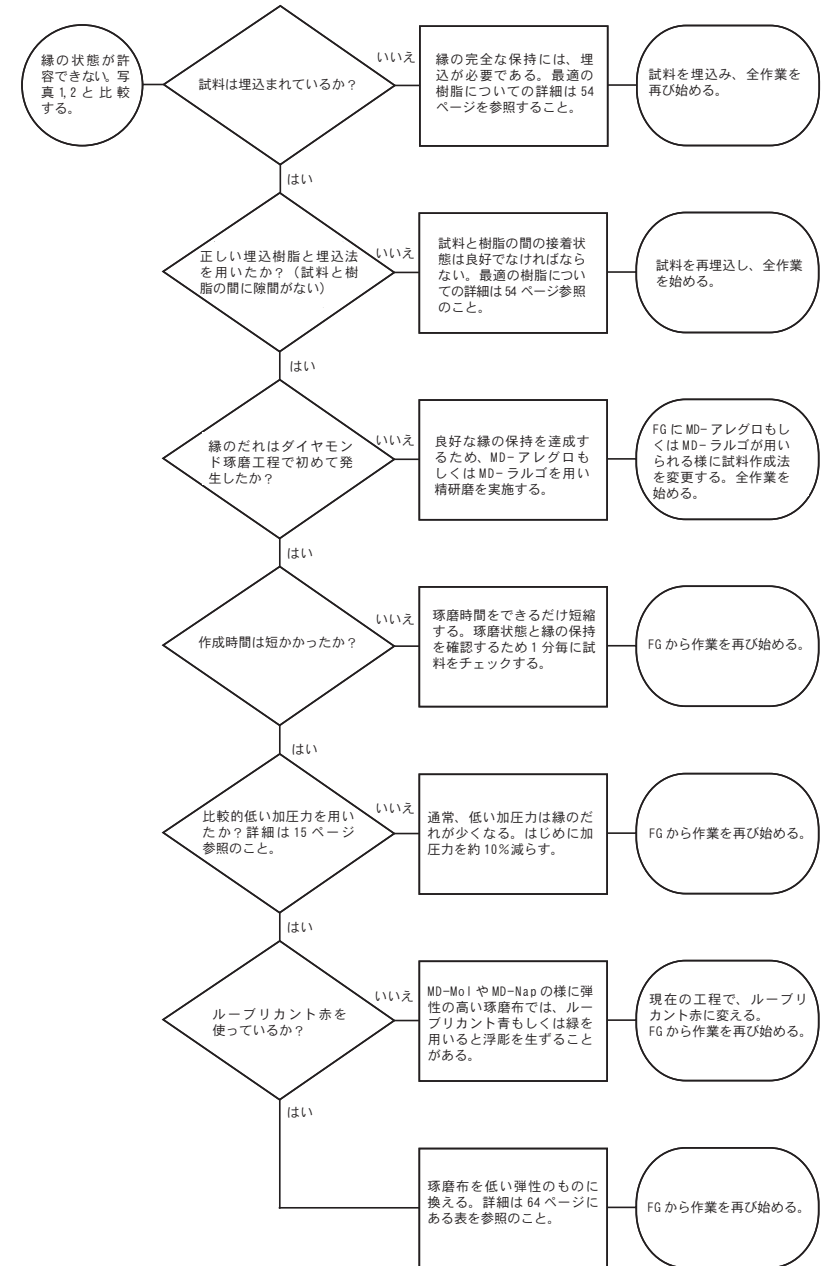 縁の状態が許
容できない。写
真1,2と比較
する。
試料は埋込まれているか？
いいえ
縁の完全な保持には、埋
込が必要である。最適の
樹脂についての詳細は54
ページを参照すること。
試料を埋込み、全作業を
再び始める。
はい
正しい埋込樹脂と埋込法
を用いたか？（試料と樹
脂の間に隙間がない）
いいえ
試料と樹脂の間の接着状
態は良好でなければなら
ない。最適の樹脂につい
ての詳細は54ページ参照
のこと。
試料を再埋込し、全作業
を始める。
はい
縁のだれはダイヤモン
ド琢磨工程で初めて発
生したか？
いいえ
良好な縁の保持を達成す
るため、MD-アレグロも
しくはMD-ラルゴを用い
精研磨を実施する。
FGにMD-アレグロもし
くはMD-ラルゴが用い
られる様に試料作成法
を変更する。全作業を
始める。
はい
作成時間は短かかったか？
いいえ
琢磨時間をできるだけ短縮
する。琢磨状態と縁の保持
を確認するため1分毎に試
料をチェックする。
FGから作業を再び始める。
はい
比較的低い加圧力を用い
たか？詳細は15ページ
参照のこと。
いいえ
通常、低い加圧力は縁のだ
れが少くなる。はじめに加
圧力を約10％減らす。
FGから作業を再び始める。
はい
ルーブリカント赤を
使っているか？
いいえ
MD-MolやMD-Napの様に弾
性の高い琢磨布では、ルー
ブリカント青もしくは緑を
用いると浮彫を生ずること
がある。
現在の工程で、ルーブリ
カント赤に変える。
FGから作業を再び始める。
はい
琢磨布を低い弾性のものに
換える。詳細は64ページに
ある表を参照のこと。
FGから作業を再び始める。